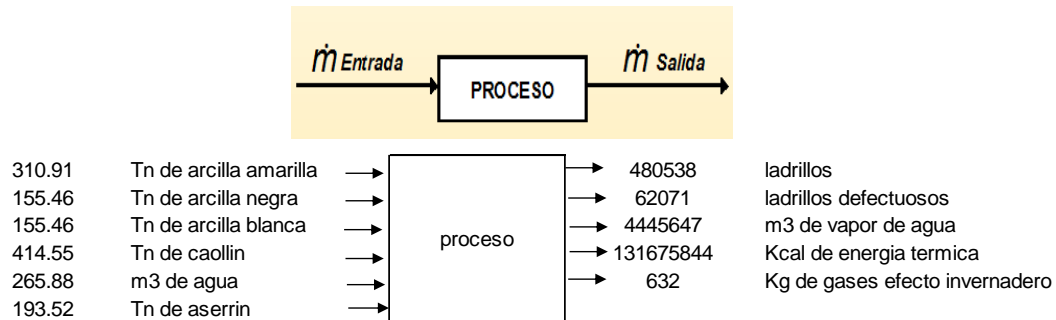 ṁ Entrada
PROCESO
ṁ Salida
310.91 Tn de arcilla amarilla
155.46 Tn de arcilla negra
155.46 Tn de arcilla blanca
414.55 Tn de caollin
265.88 m3 de agua
193.52 Tn de aserrin
proceso
480538 ladrillos
62071 ladrillos defectuosos
4445647 m3 de vapor de agua
131675844 Kcal de energia termica
632 Kg de gases efecto invernadero